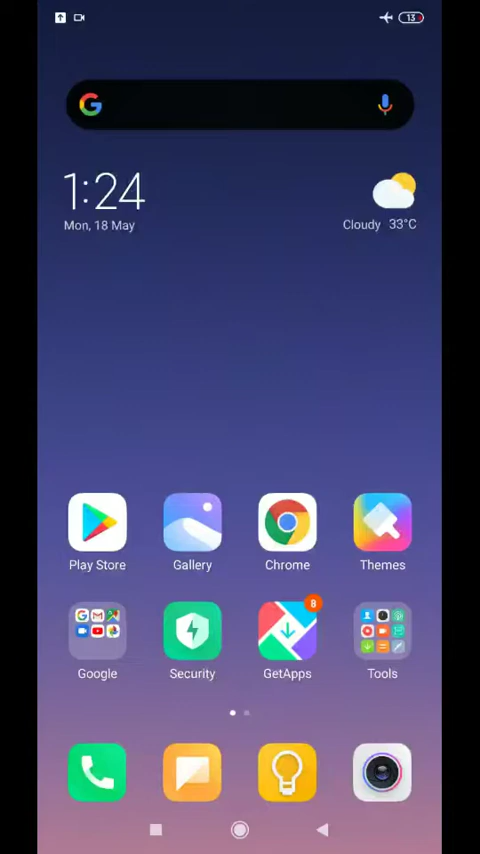 13
1:24
Mon, 18 May
Cloudy 33°C
Play Store
Gallery
Chrome
Themes
8
Google
Security
GetApps
Tools